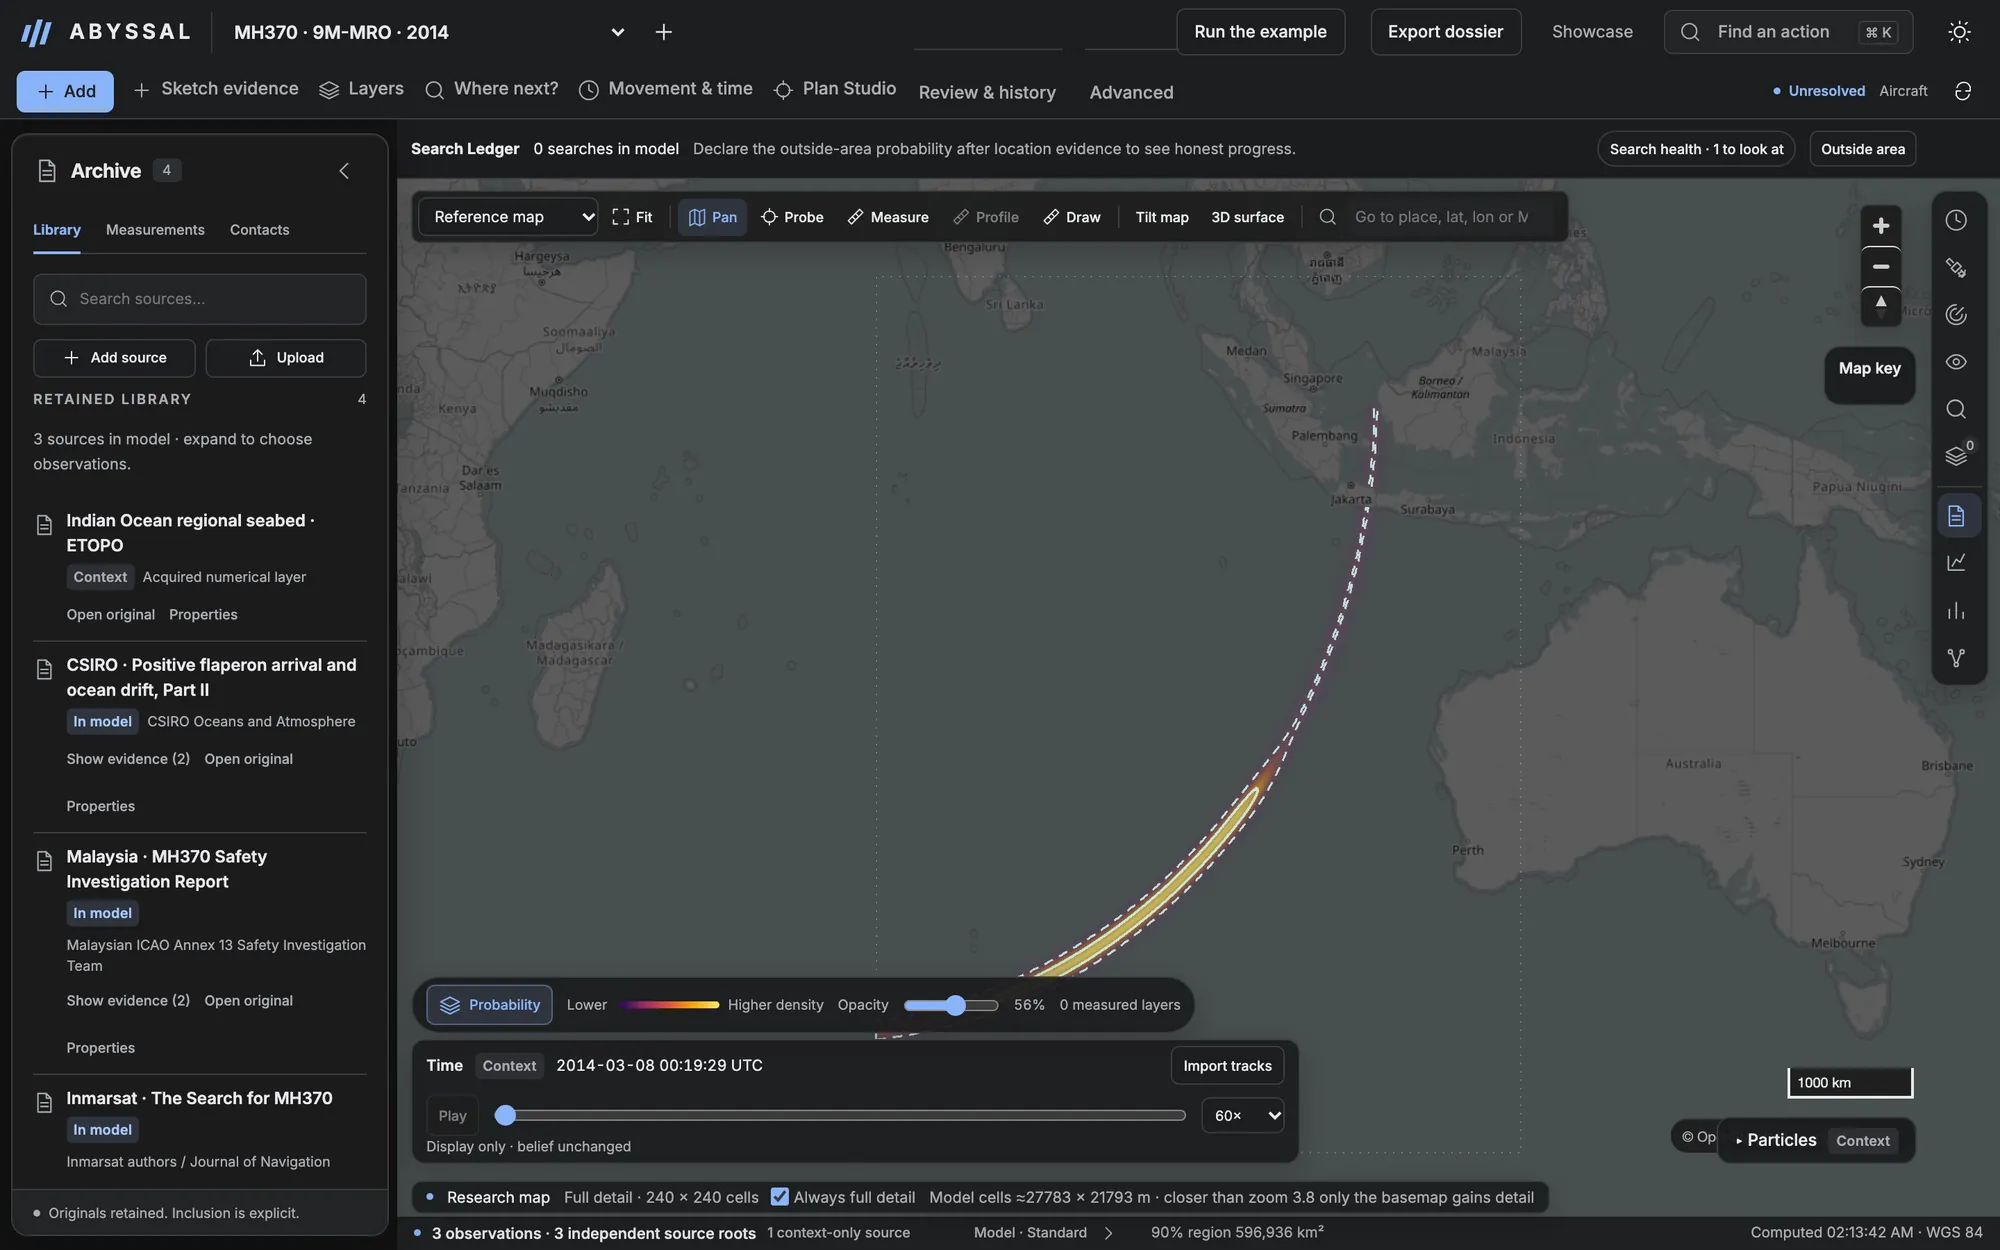 ABYSSAL
MH370 · 9M-MRO · 2014
Run the example
Export dossier
Showcase
Find an action
⌘ K
Add
Sketch evidence
Layers
Where next?
Movement & time
Plan Studio
Review & history
Advanced
Unresolved
Aircraft
Archive
4
Library
Measurements
Contacts
Search sources...
Add source
Upload
RETAINED LIBRARY
4
3 sources in model · expand to choose
observations.
Indian Ocean regional seabed ·
ETOPO
Context
Acquired numerical layer
Open original
Properties
CSIRO · Positive flaperon arrival and
ocean drift, Part II
In model
CSIRO Oceans and Atmosphere
Show evidence (2)
Open original
Properties
Malaysia · MH370 Safety
Investigation Report
In model
Malaysian ICAO Annex 13 Safety Investigation
Team
Show evidence (2)
Open original
Properties
Inmarsat · The Search for MH370
In model
Inmarsat authors / Journal of Navigation
Originals retained. Inclusion is explicit.
Search Ledger
0 searches in model
Declare the outside-area probability after location evidence to see honest progress.
Search health · 1 to look at
Outside area
Reference map
Fit
Pan
Probe
Measure
Profile
Draw
Tilt map
3D surface
Go to place, lat, lon or M
Map key
0
Bengaluru
Hargeysa
هرجيسا
Sri Lanka
Soomaaliya
الصومال
Muqdisho
مقديشو
Kenya
Dar es
Salaam
Tanzania
Madagasikara /
Madagascar
Medan
Malaysia
Singapore
Borneo /
Kalimantan
Sumatra
Palembang
Indonesia
Jakarta
Surabaya
Papua Niugini
Australia
Brisbane
Perth
Sydney
Melbourne
Probability
Lower
Higher density
Opacity
56%
0 measured layers
Time
Context
2014-03-08 00:19:29 UTC
Import tracks
Play
60×
Display only · belief unchanged
1000 km
© Op
Particles
Context
Research map
Full detail · 240 × 240 cells
Always full detail
Model cells ≈27783 × 21793 m · closer than zoom 3.8 only the basemap gains detail
3 observations · 3 independent source roots
1 context-only source
Model · Standard
90% region 596,936 km²
Computed 02:13:42 AM · WGS 84